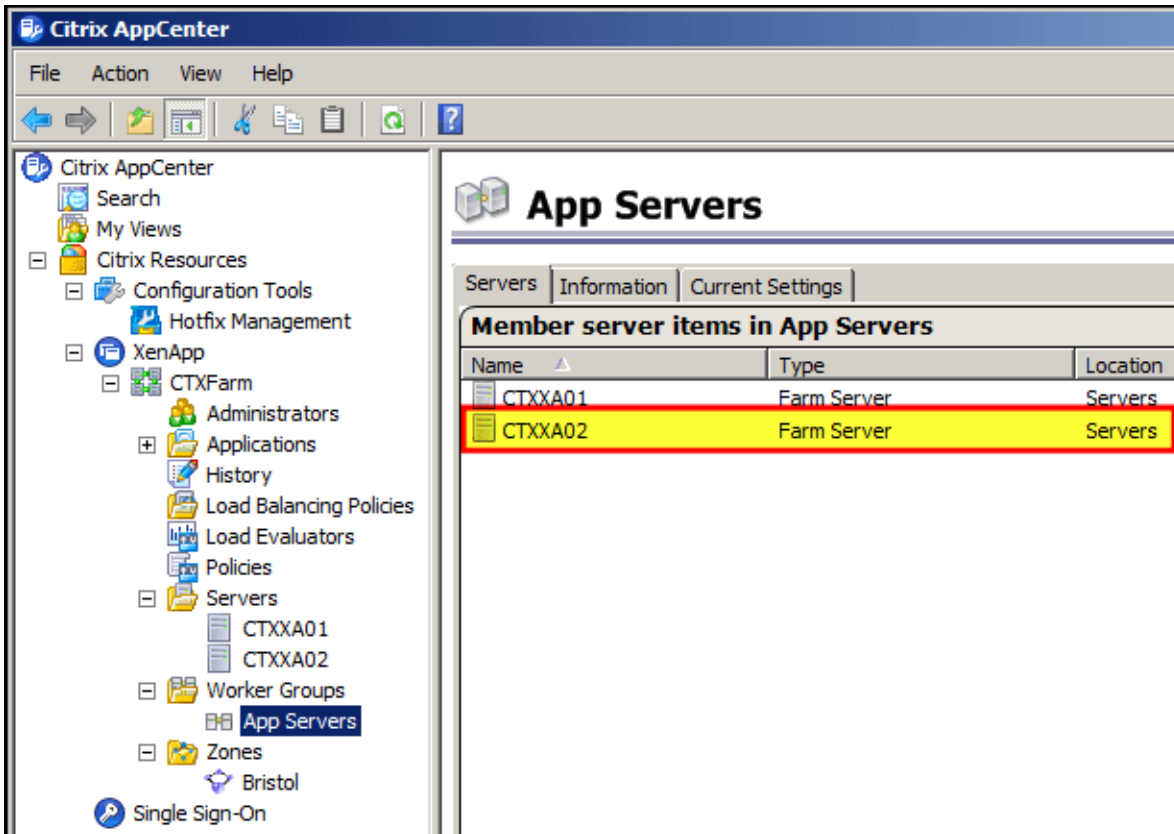 Citrix AppCenter
File Action View Help
Citrix AppCenter
Search
My Views
Citrix Resources
Configuration Tools
Hotfix Management
XenApp
CTXFarm
Administrators
Applications
History
Load Balancing Policies
Load Evaluators
Policies
Servers
CTXXA01
CTXXA02
Worker Groups
App Servers
Zones
Bristol
Single Sign-On
App Servers
Servers Information Current Settings
Member server items in App Servers
Name Type Location
CTXXA01 Farm Server Servers
CTXXA02 Farm Server Servers